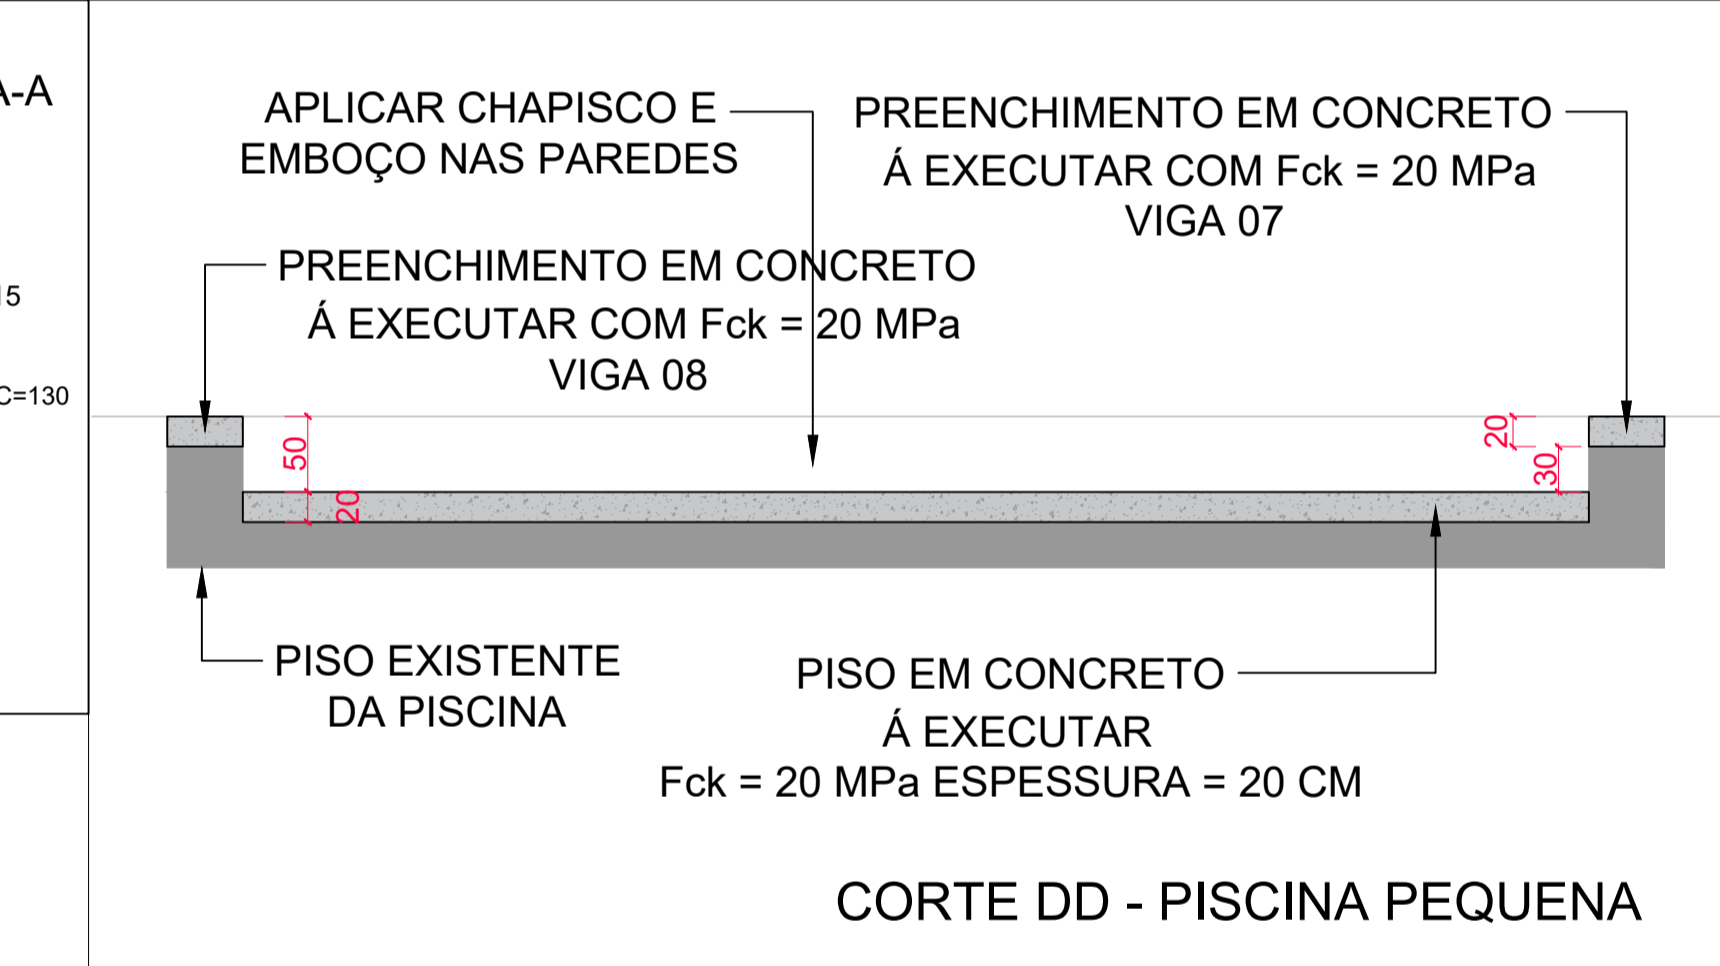 A-A
15
C=130
APLICAR CHAPISCO E
EMBOÇO NAS PAREDES
PREENCHIMENTO EM CONCRETO
Á EXECUTAR COM Fck = 20 MPa
VIGA 07
PREENCHIMENTO EM CONCRETO
Á EXECUTAR COM Fck = 20 MPa
VIGA 08
50
20
20
30
PISO EXISTENTE
DA PISCINA
PISO EM CONCRETO
Á EXECUTAR
Fck = 20 MPa ESPESSURA = 20 CM
CORTE DD - PISCINA PEQUENA